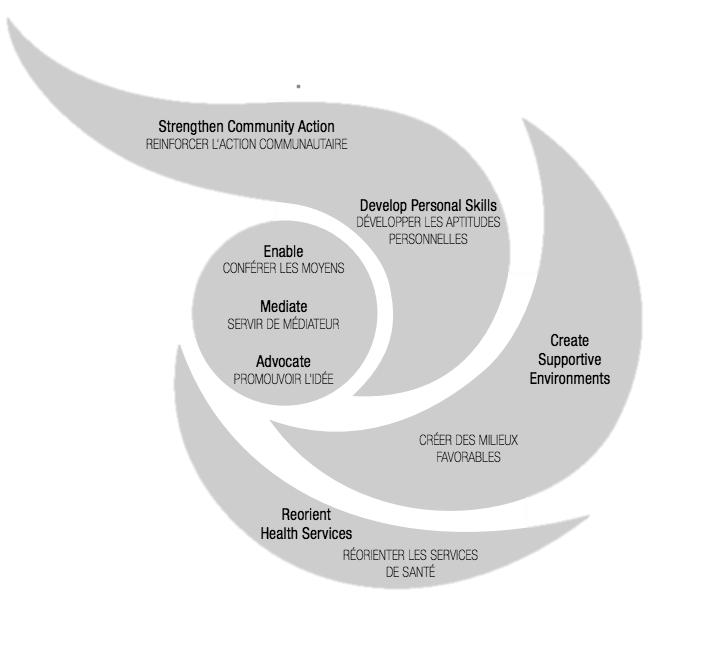 Strengthen Community Action
REINFORCER L'ACTION COMMUNAUTAIRE
Develop Personal Skills
DÉVELOPPER LES APTITUDES
PERSONNELLES
Enable
CONFÉRER LES MOYENS
Mediate
SERVIR DE MÉDIATEUR
Advocate
PROMOUVOIR L'IDÉE
Create
Supportive
Environments
CRÉER DES MILIEUX
FAVORABLES
Reorient
Health Services
RÉORIENTER LES SERVICES
DE SANTÉ